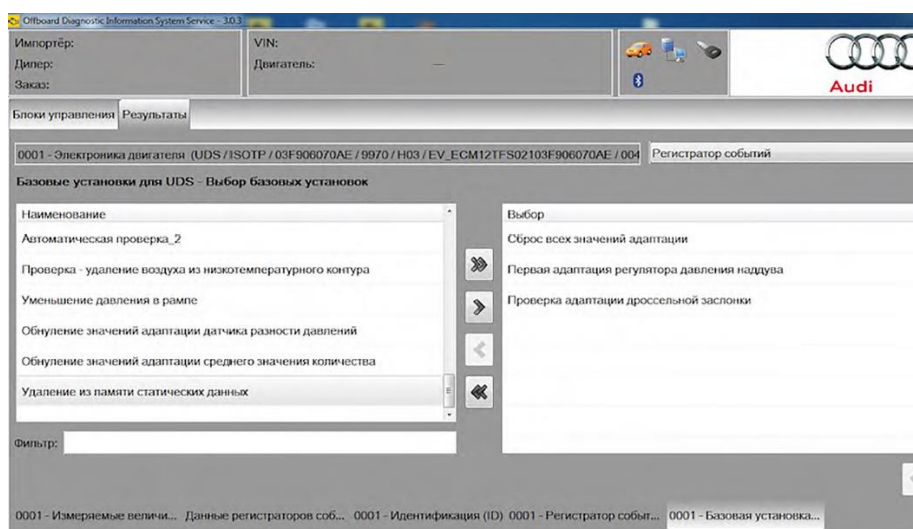 Offboard Diagnostic Information System Service - 3.0.3
Импортёр:
Дилер:
Заказ:
VIN:
Двигатель:
---
Audi
Блоки управления Результаты
0001 - Электроника двигателя (UDS / ISOTP / 03F906070AE / 9970 / H03 / EV_ECM12TFS02103F906070AE / 004
Регистратор событий
Базовые установки для UDS - Выбор базовых установок
Наименование
Автоматическая проверка_2
Проверка - удаление воздуха из низкотемпературного контура
Уменьшение давления в рампе
Обнуление значений адаптации датчика разности давлений
Обнуление значений адаптации среднего значения количества
Удаление из памяти статических данных
Выбор
Сброс всех значений адаптации
Первая адаптация регулятора давления наддува
Проверка адаптации дроссельной заслонки
Фильтр:
0001 - Измеряемые величи... Данные регистраторов соб... 0001 - Идентификация (ID) 0001 - Регистратор событ... 0001 - Базовая установка...